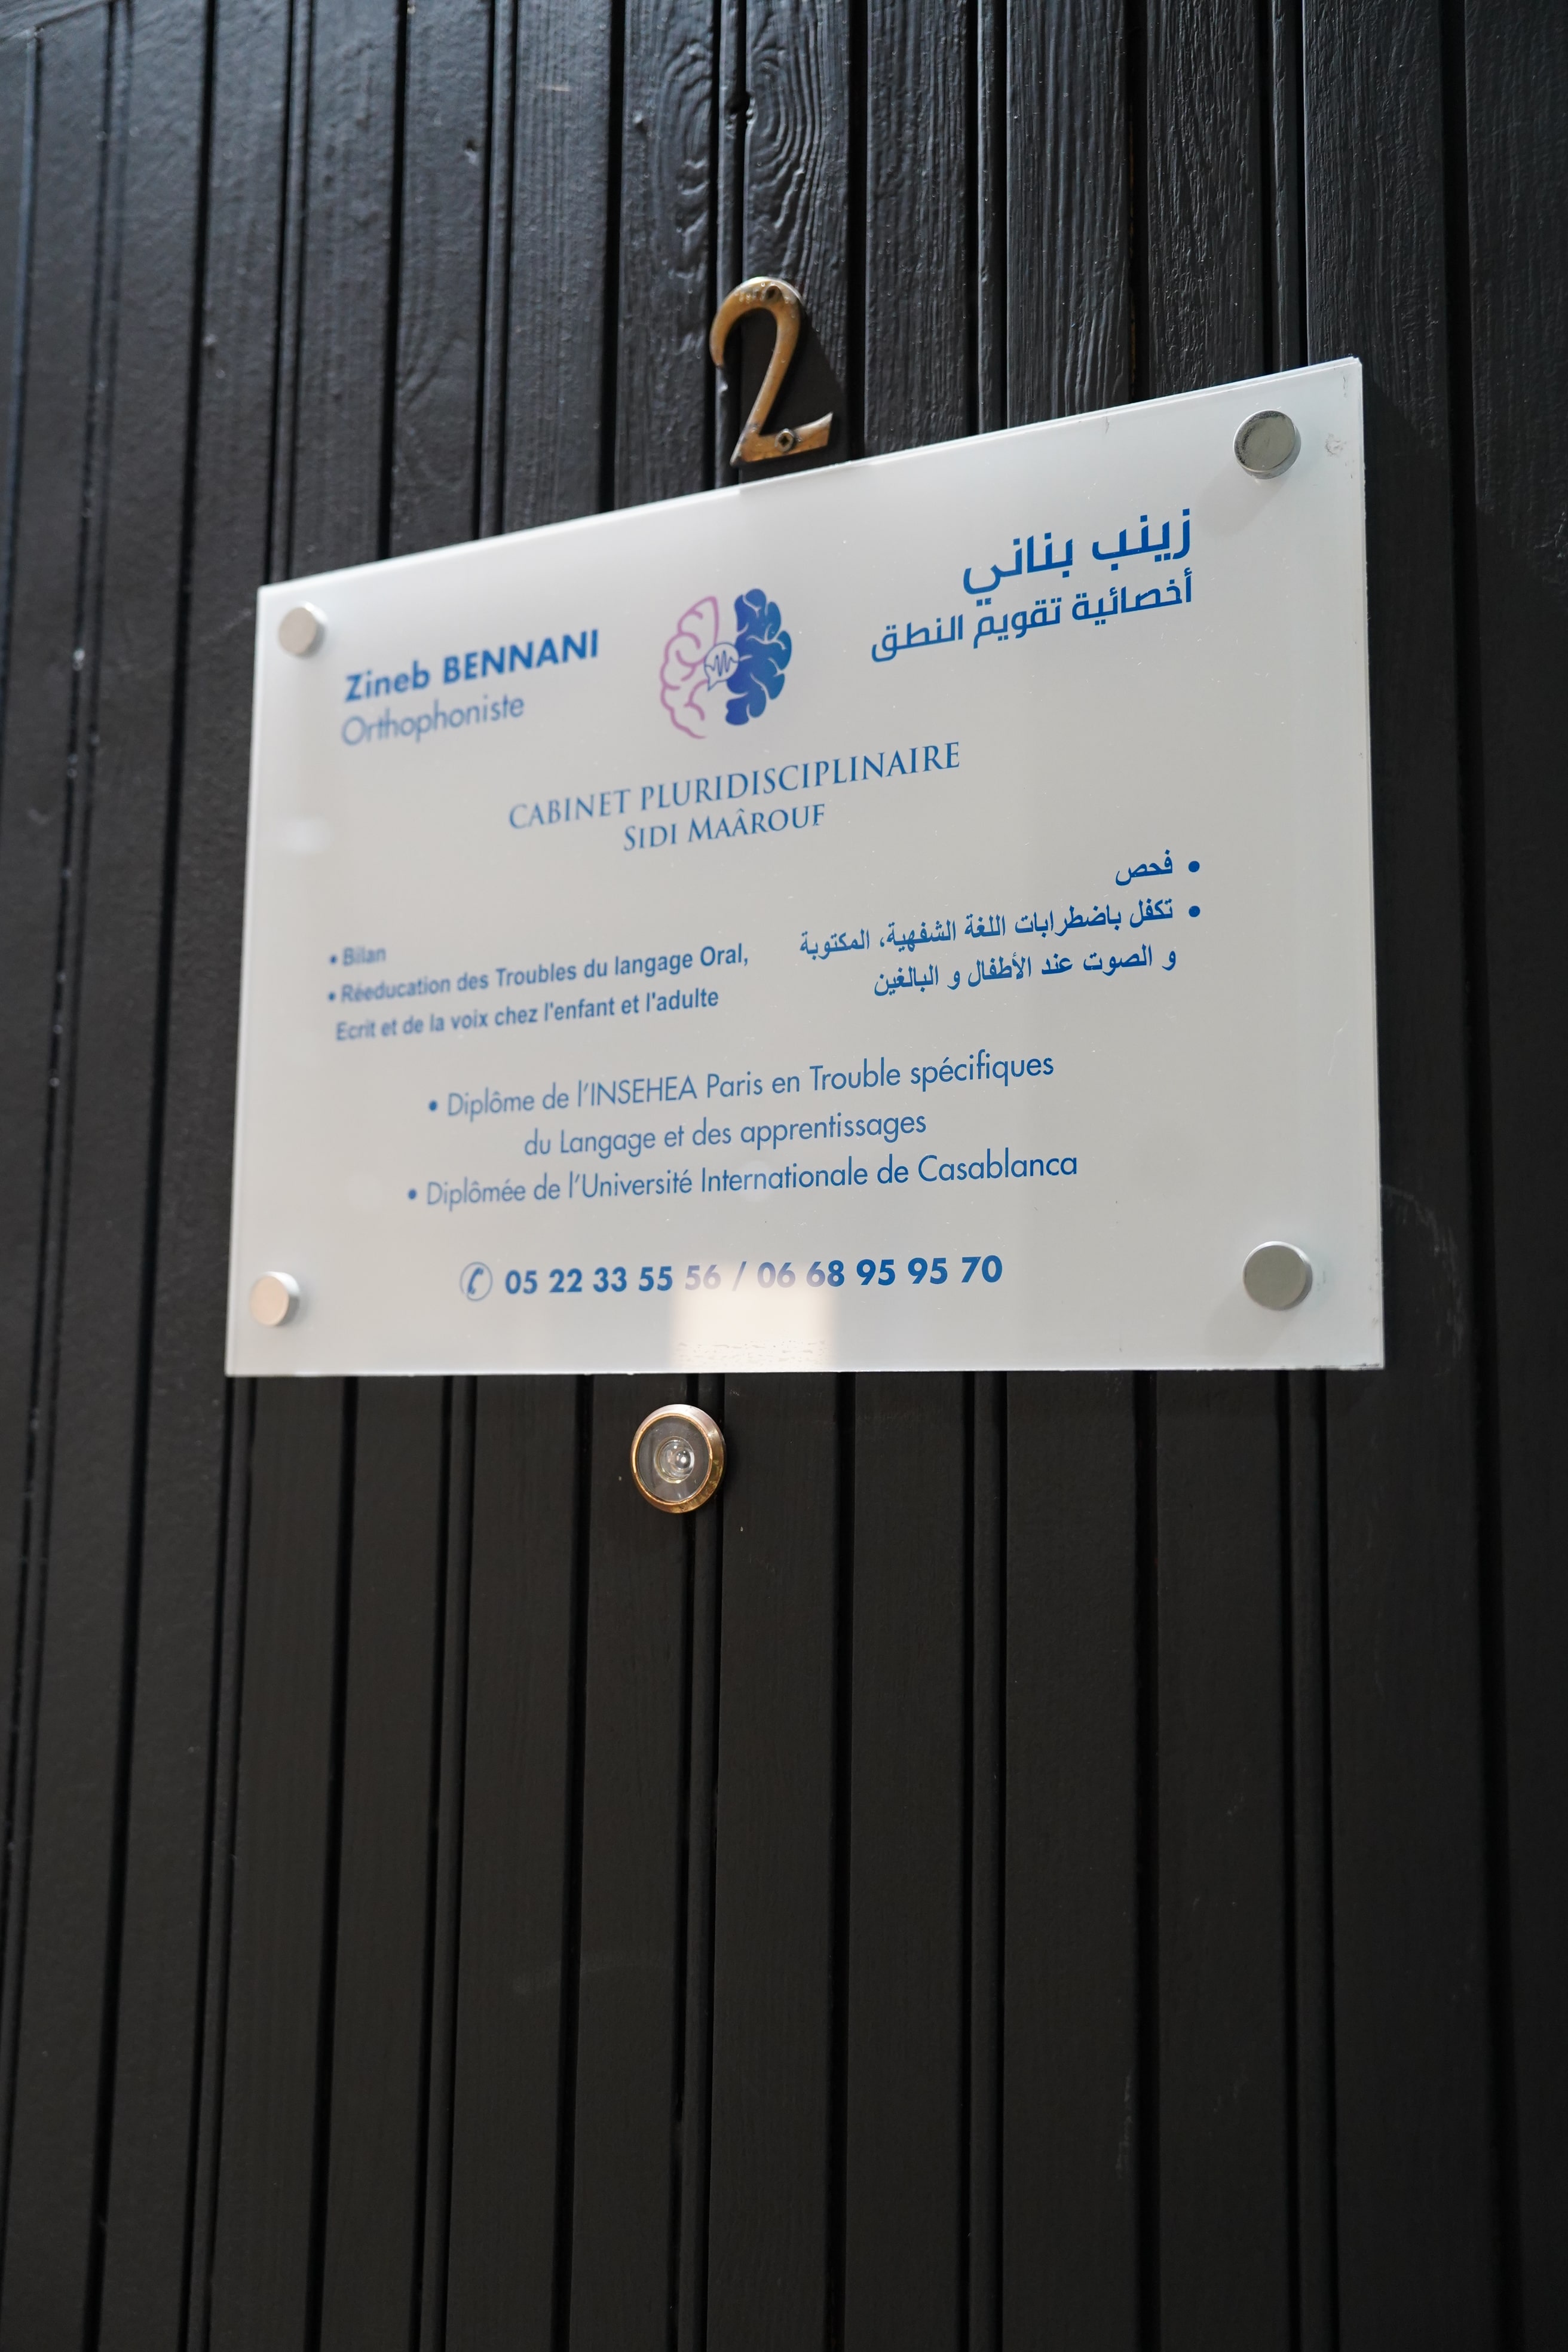 2
Zineb BENNANI
Orthophoniste
زينب بناني
أخصائية تقويم النطق
CABINET PLURIDISCIPLINAIRE
SIDI MAÂROUF
• Bilan
• Rééducation des Troubles du langage Oral,
Ecrit et de la voix chez l'enfant et l'adulte
• فحص
• تكفل باضطرابات اللغة الشفهية، المكتوبة
و الصوت عند الأطفال و البالغين
• Diplôme de l'INSEHEA Paris en Trouble spécifiques
du Langage et des apprentissages
• Diplômée de l'Université Internationale de Casablanca
05 22 33 55 56 / 06 68 95 95 70